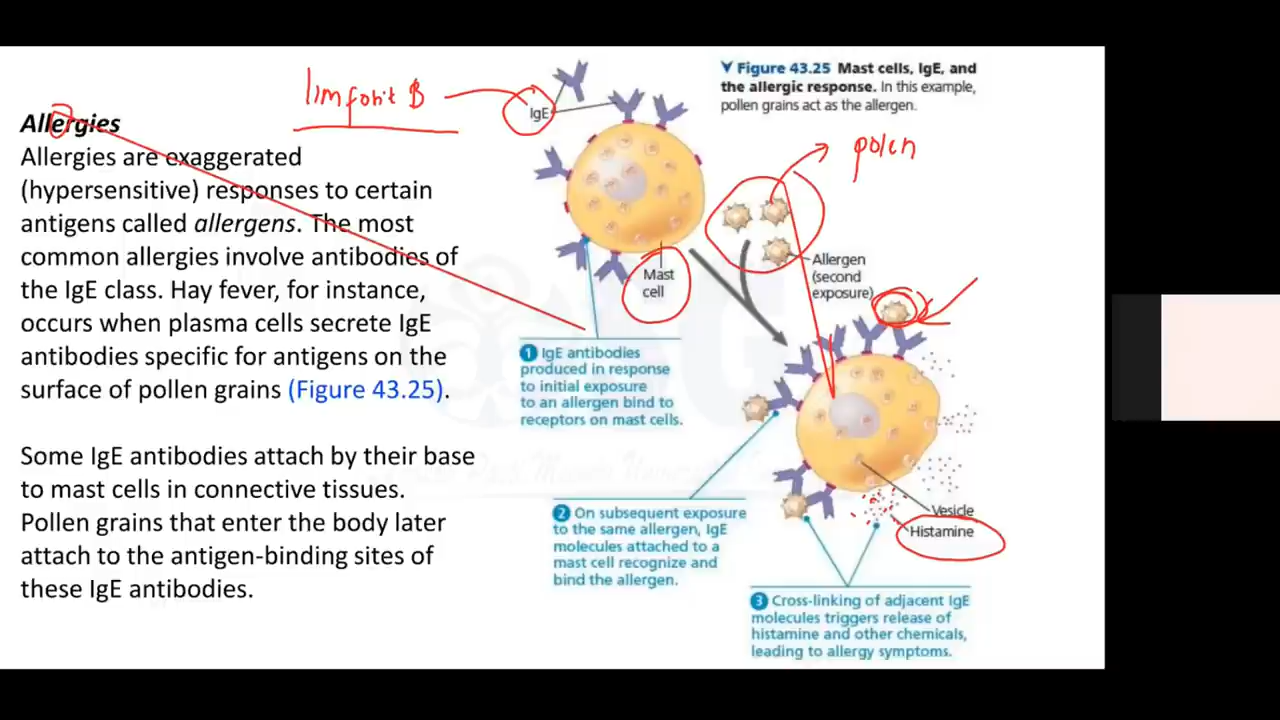 Allergies
Allergies are exaggerated
(hypersensitive) responses to certain
antigens called allergens. The most
common allergies involve antibodies of
the IgE class. Hay fever, for instance,
occurs when plasma cells secrete IgE
antibodies specific for antigens on the
surface of pollen grains (Figure 43.25).
Some IgE antibodies attach by their base
to mast cells in connective tissues.
Pollen grains that enter the body later
attach to the antigen-binding sites of
these IgE antibodies.
limfosit B
IgE
Figure 43.25 Mast cells, IgE, and
the allergic response. In this example,
pollen grains act as the allergen.
polen
Mast
cell
Allergen
(second
exposure)
1 IgE antibodies
produced in response
to initial exposure
to an allergen bind to
receptors on mast cells.
2 On subsequent exposure
to the same allergen, IgE
molecules attached to a
mast cell recognize and
bind the allergen.
Vesicle
Histamine
3 Cross-linking of adjacent IgE
molecules triggers release of
histamine and other chemicals,
leading to allergy symptoms.